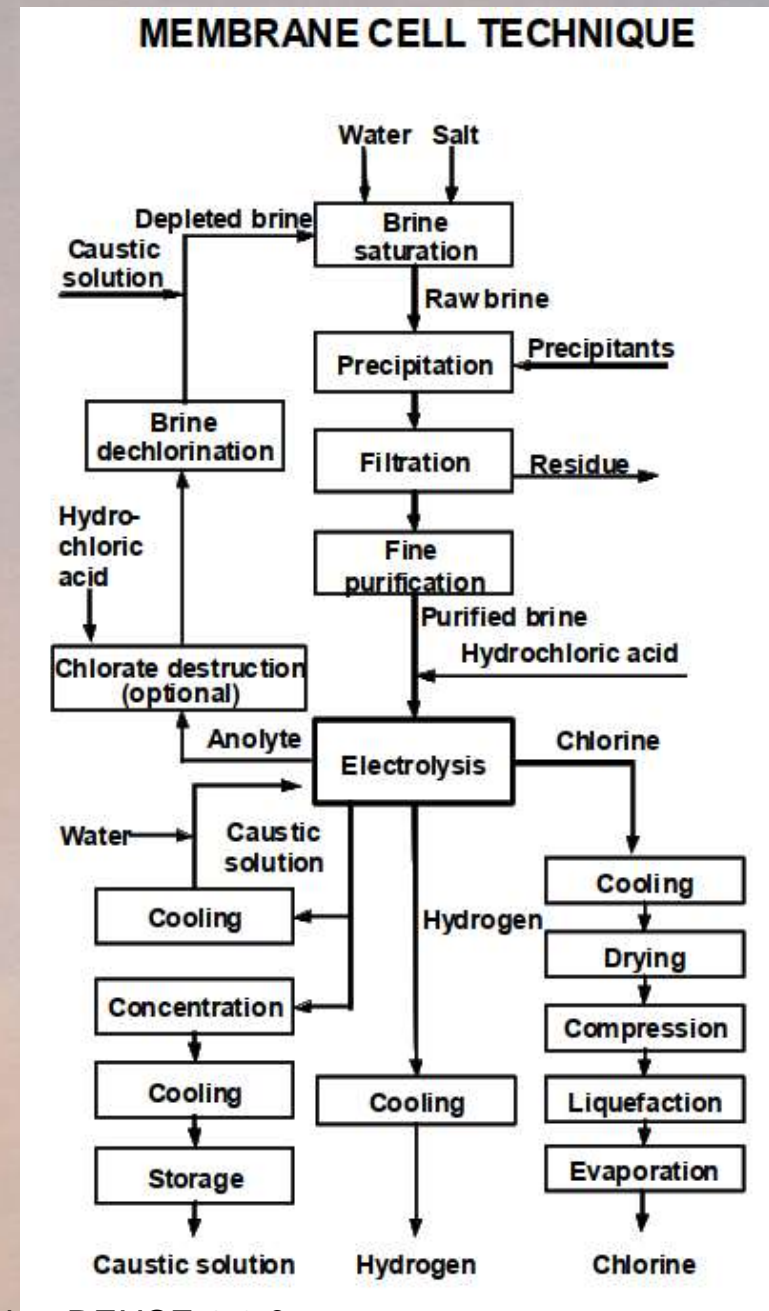 MEMBRANE CELL TECHNIQUE
Water Salt
Depleted brine
Brine
saturation
Caustic
solution
Raw brine
Precipitation
Precipitants
Brine
dechlorination
Filtration
Residue
Hydro-
chloric
acid
Fine
purification
Purified brine
Hydrochloric acid
Chlorate destruction
(optional)
Anolyte
Electrolysis
Chlorine
Water
Caustic
solution
Cooling
Cooling
Hydrogen
Drying
Concentration
Compression
Cooling
Cooling
Liquefaction
Storage
Evaporation
Caustic solution
Hydrogen
Chlorine